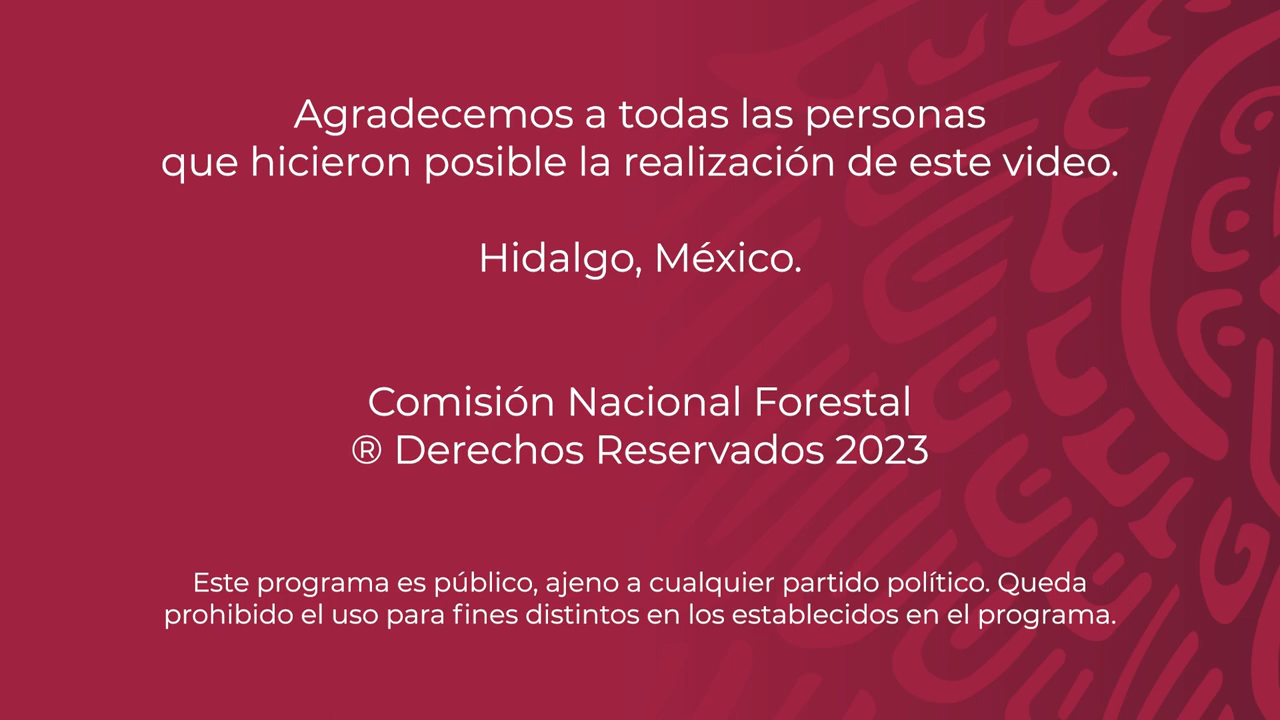 Agradecemos a todas las personas
que hicieron posible la realización de este video.
Hidalgo, México.
Comisión Nacional Forestal
® Derechos Reservados 2023
Este programa es público, ajeno a cualquier partido político. Queda
prohibido el uso para fines distintos en los establecidos en el programa.